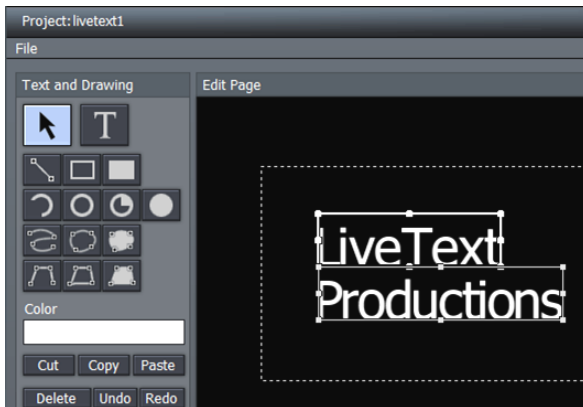 Project:livetext1
File
Text and Drawing
Edit Page
T
LiveText
Productions
Color
Cut Copy Paste
Delete Undo Redo